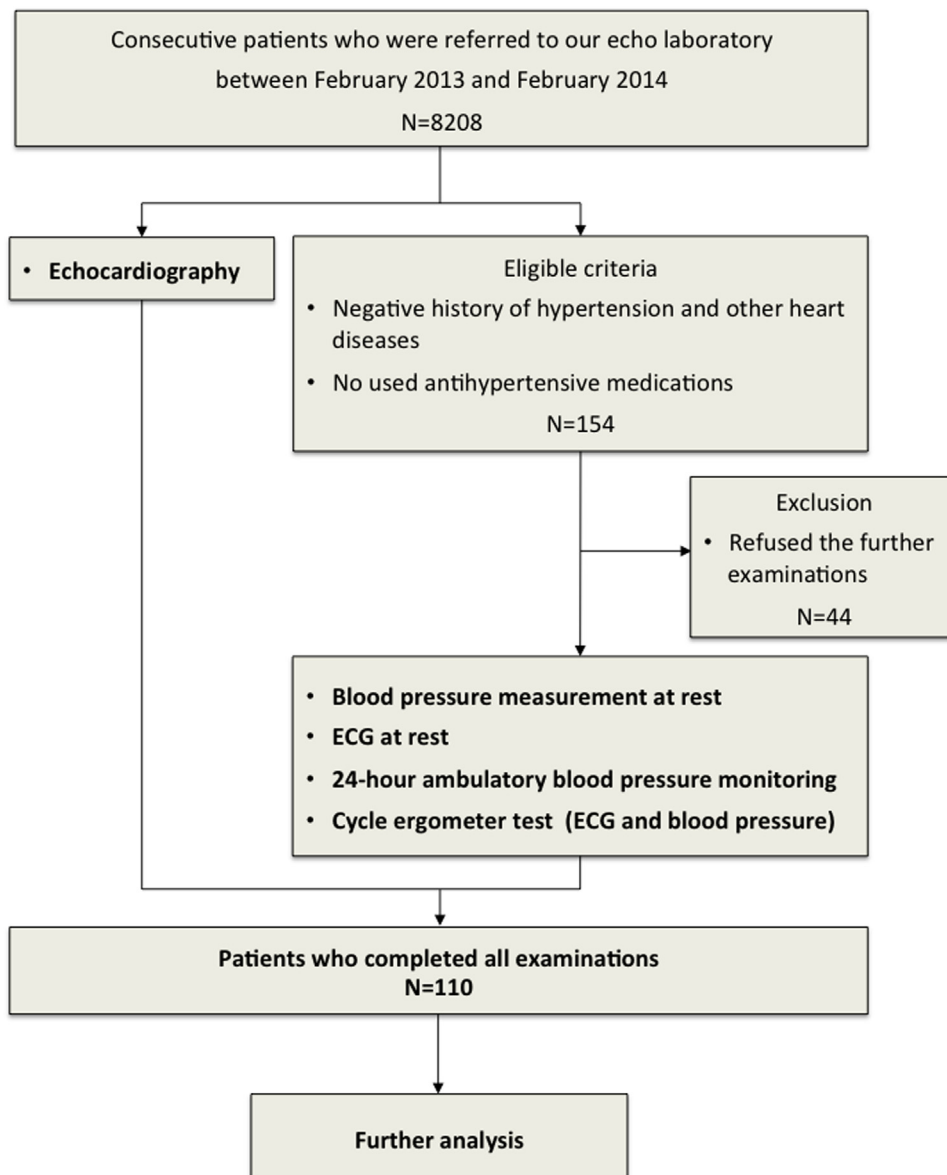 Consecutive patients who were referred to our echo laboratory
between February 2013 and February 2014
N=8208
• Echocardiography
Eligible criteria
• Negative history of hypertension and other heart
diseases
• No used antihypertensive medications
N=154
Exclusion
• Refused the further
examinations
N=44
• Blood pressure measurement at rest
• ECG at rest
• 24-hour ambulatory blood pressure monitoring
• Cycle ergometer test (ECG and blood pressure)
Patients who completed all examinations
N=110
Further analysis